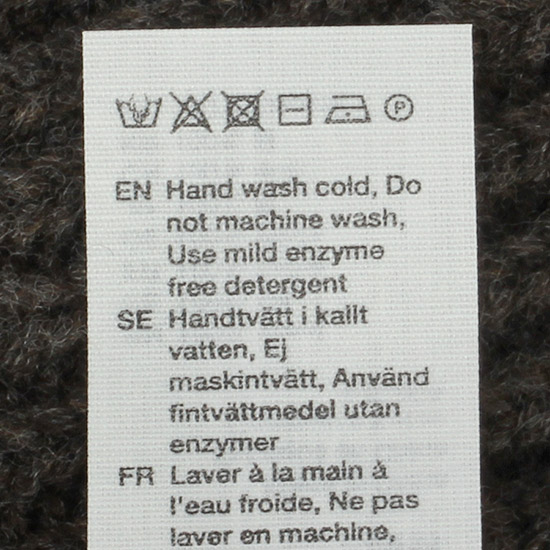 P
EN Hand wash cold, Do
not machine wash,
Use mild enzyme
free detergent
SE Handtvätt i kallt
vatten, Ej
maskintvätt, Använd
fintvättmedel utan
enzymer
FR Laver à la main à
l'eau froide, Ne pas
laver en machine,